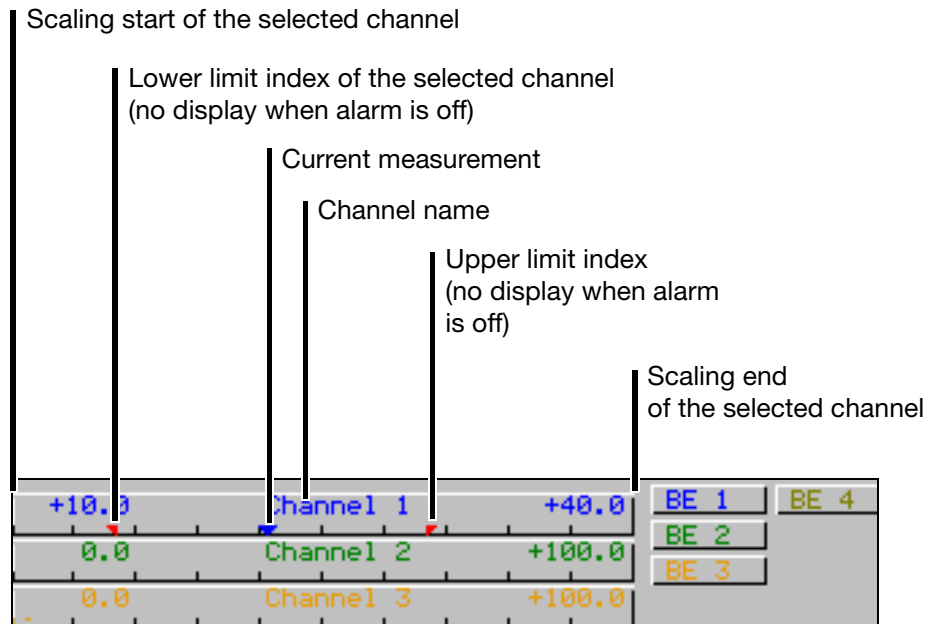 Scaling start of the selected channel
Lower limit index of the selected channel
(no display when alarm is off)
Current measurement
Channel name
Upper limit index
(no display when alarm
is off)
Scaling end
of the selected channel
+10.0 Channel 1 +40.0 BE 1 BE 4
0.0 Channel 2 +100.0 BE 2
0.0 Channel 3 +100.0 BE 3